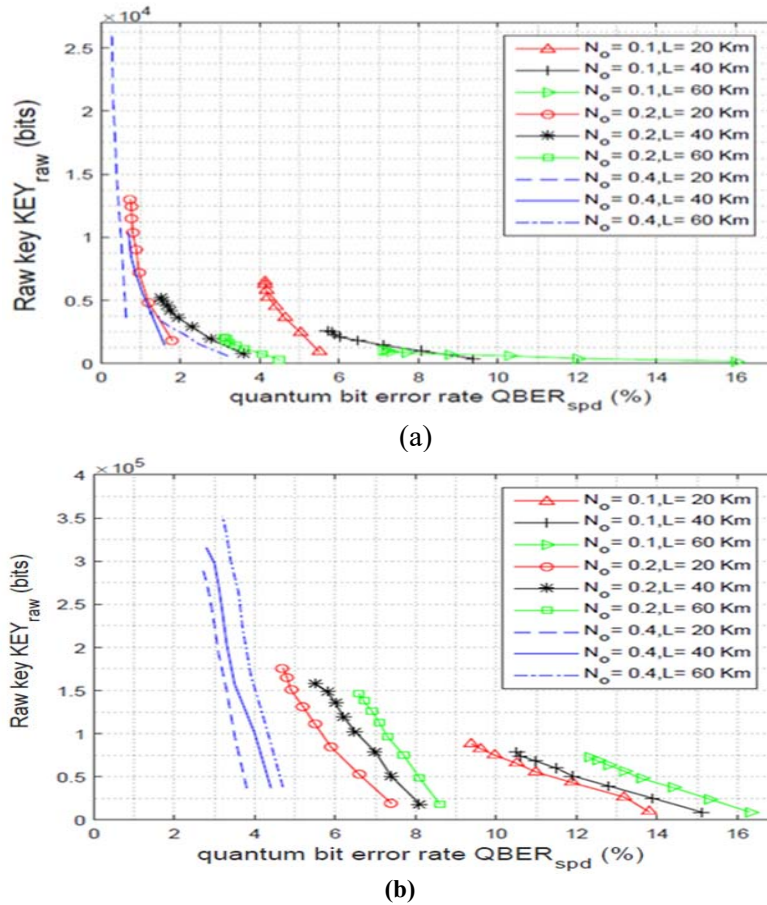 ×10⁴
2.5
2
1.5
1
0.5
0
Raw key KEY_raw (bits)
N_o= 0.1,L= 20 Km
N_o= 0.1,L= 40 Km
N_o= 0.1,L= 60 Km
N_o= 0.2,L= 20 Km
N_o= 0.2,L= 40 Km
N_o= 0.2,L= 60 Km
N_o= 0.4,L= 20 Km
N_o= 0.4,L= 40 Km
N_o= 0.4,L= 60 Km
0 2 4 6 8 10 12 14 16
quantum bit error rate QBER_spd (%)
(a)
×10⁵
4
3.5
3
2.5
2
1.5
1
0.5
0
Raw key KEY_raw (bits)
N_o= 0.1,L= 20 Km
N_o= 0.1,L= 40 Km
N_o= 0.1,L= 60 Km
N_o= 0.2,L= 20 Km
N_o= 0.2,L= 40 Km
N_o= 0.2,L= 60 Km
N_o= 0.4,L= 20 Km
N_o= 0.4,L= 40 Km
N_o= 0.4,L= 60 Km
0 2 4 6 8 10 12 14 16
quantum bit error rate QBER_spd (%)
(b)